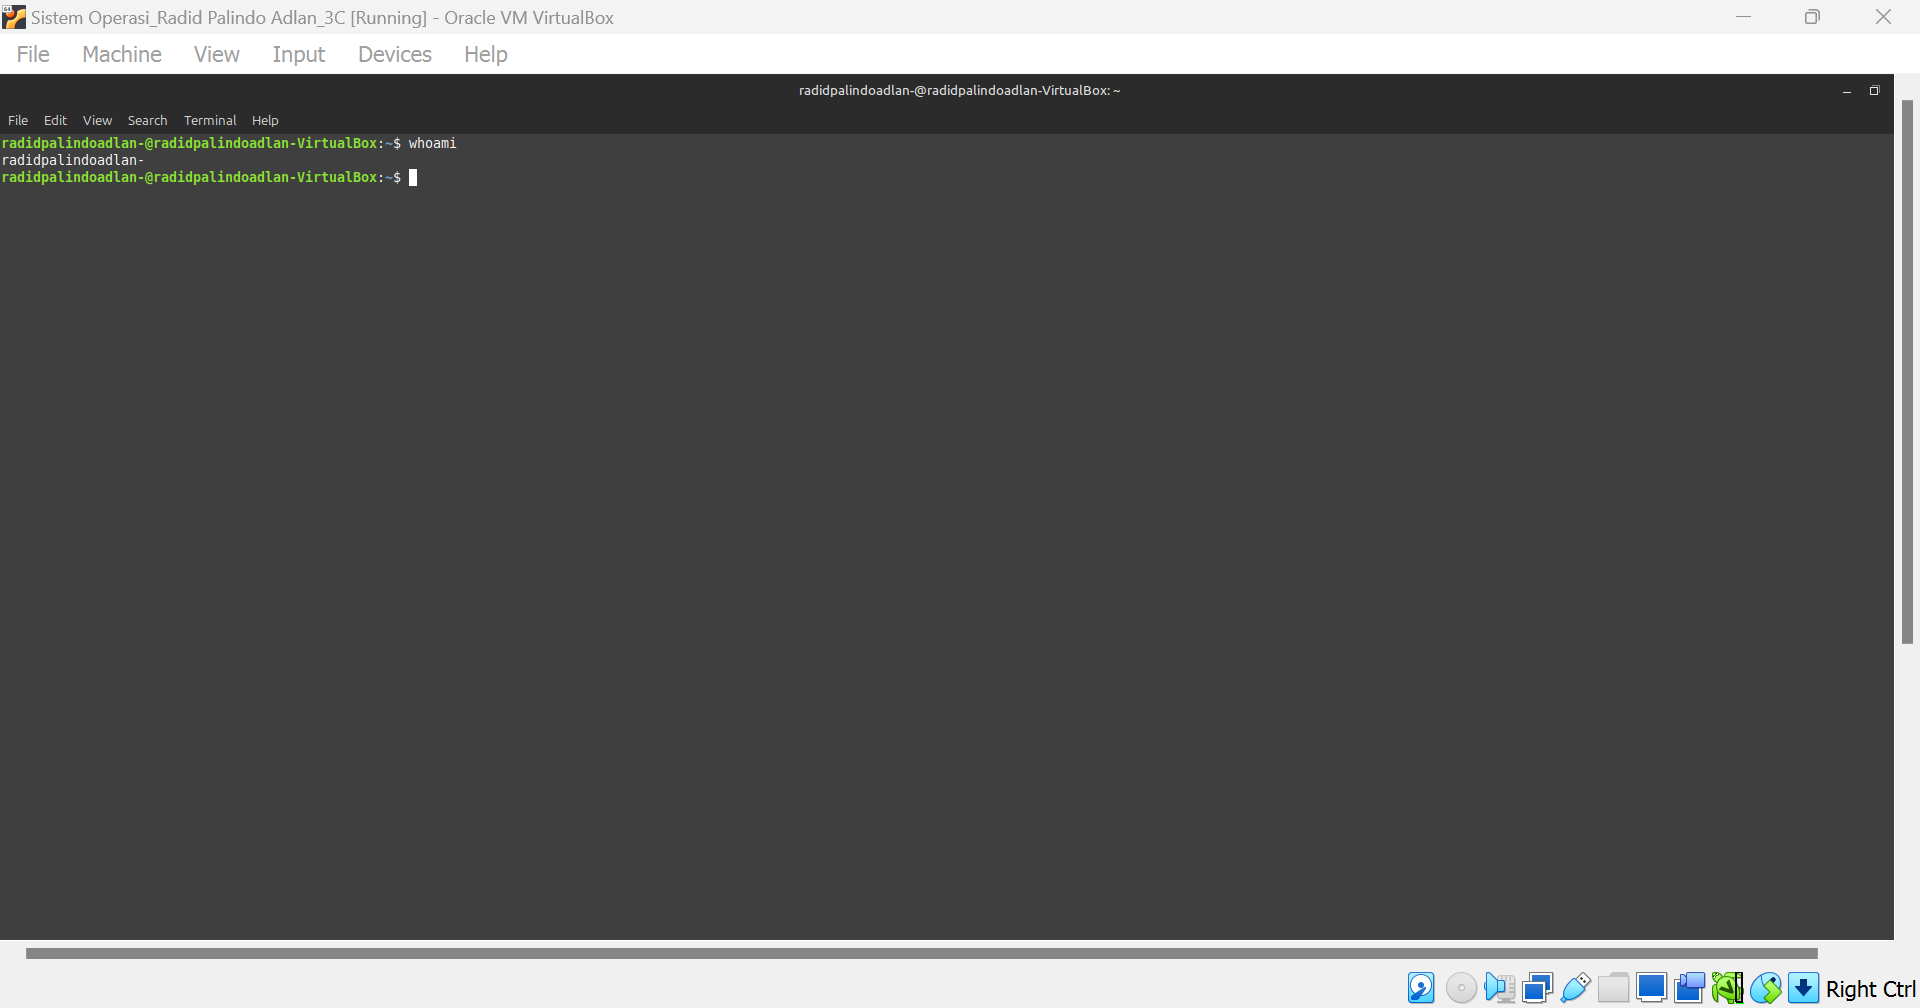 Sistem Operasi_Radid Palindo Adlan_3C [Running] - Oracle VM VirtualBox
File Machine View Input Devices Help
radidpalindoadlan-@radidpalindoadlan-VirtualBox: ~
File Edit View Search Terminal Help
radidpalindoadlan-@radidpalindoadlan-VirtualBox:~$ whoami
radidpalindoadlan-
radidpalindoadlan-@radidpalindoadlan-VirtualBox:~$
Right Ctrl